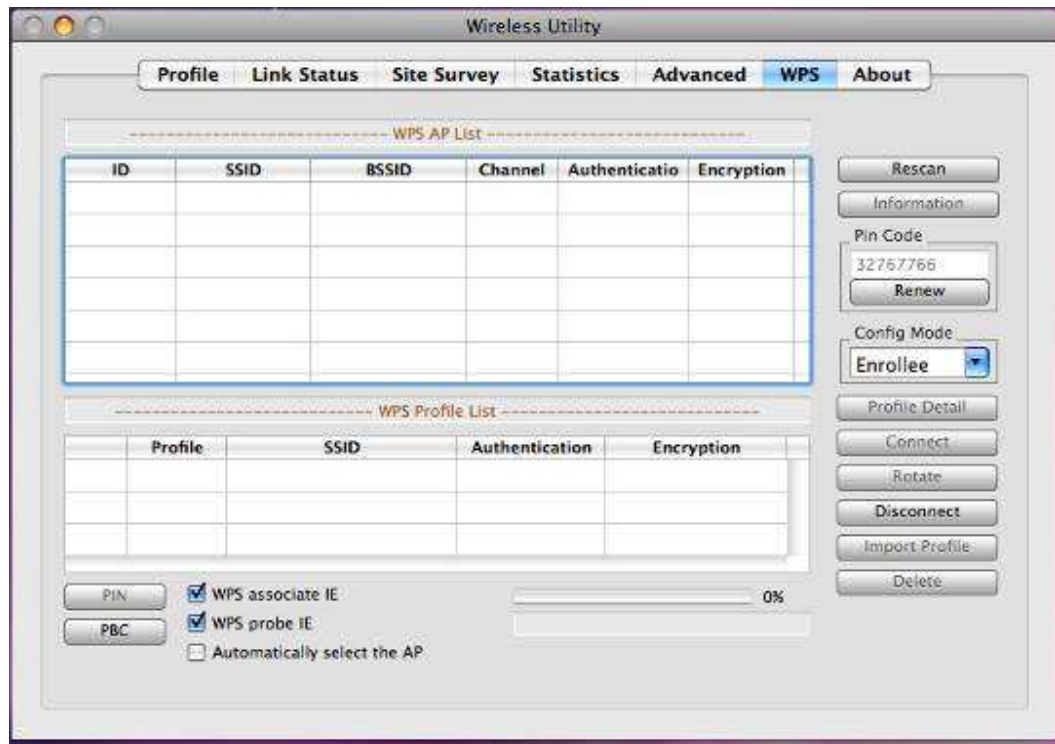 Wireless Utility
Profile Link Status Site Survey Statistics Advanced WPS About
WPS AP List
ID SSID BSSID Channel Authenticatio Encryption
Rescan
Information
Pin Code
32767766
Renew
Config Mode
Enrollee
WPS Profile List
Profile SSID Authentication Encryption
Profile Detail
Connect
Rotate
Disconnect
Import Profile
Delete
PIN
PBC
WPS associate IE
WPS probe IE
Automatically select the AP
0%